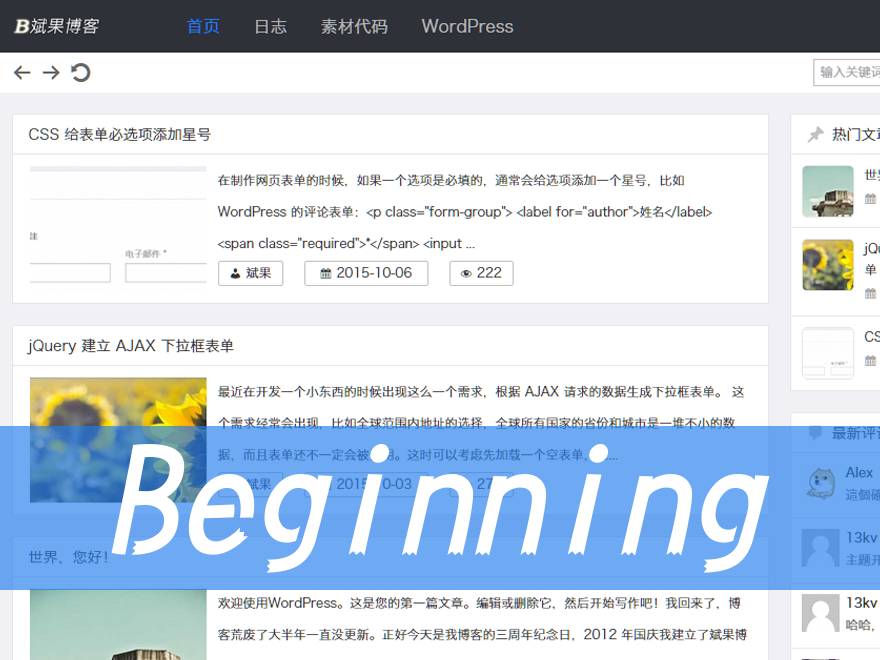 B斌果博客 首页 日志 素材代码 WordPress
输入关键词
CSS 给表单必选项添加星号
在制作网页表单的时候，如果一个选项是必填的，通常会给选项添加一个星号，比如
WordPress 的评论表单：<p class="form-group"> <label for="author">姓名</label>
<span class="required">*</span> <input ...
注
电子邮件 *
斌果 2015-10-06 222
jQuery 建立 AJAX 下拉框表单
最近在开发一个小东西的时候出现这么一个需求，根据 AJAX 请求的数据生成下拉框表单。 这
个需求经常会出现，比如全球范围内地址的选择，全球所有国家的省份和城市是一堆不小的数
据，而且表单还不一定会被 用。这时可以考虑先加载一个空表单，
斌果 2015-10-03
Beginning
世界，您好！
欢迎使用WordPress。这是您的第一篇文章。编辑或删除它，然后开始写作吧！我回来了，博
客荒废了大半年一直没更新。正好今天是我博客的三周年纪念日，2012 年国庆我建立了斌果博
热门文章
世界
jQu
单
CS
最新评论
Alex
這個
13kv
主题开
13kv
哈哈，